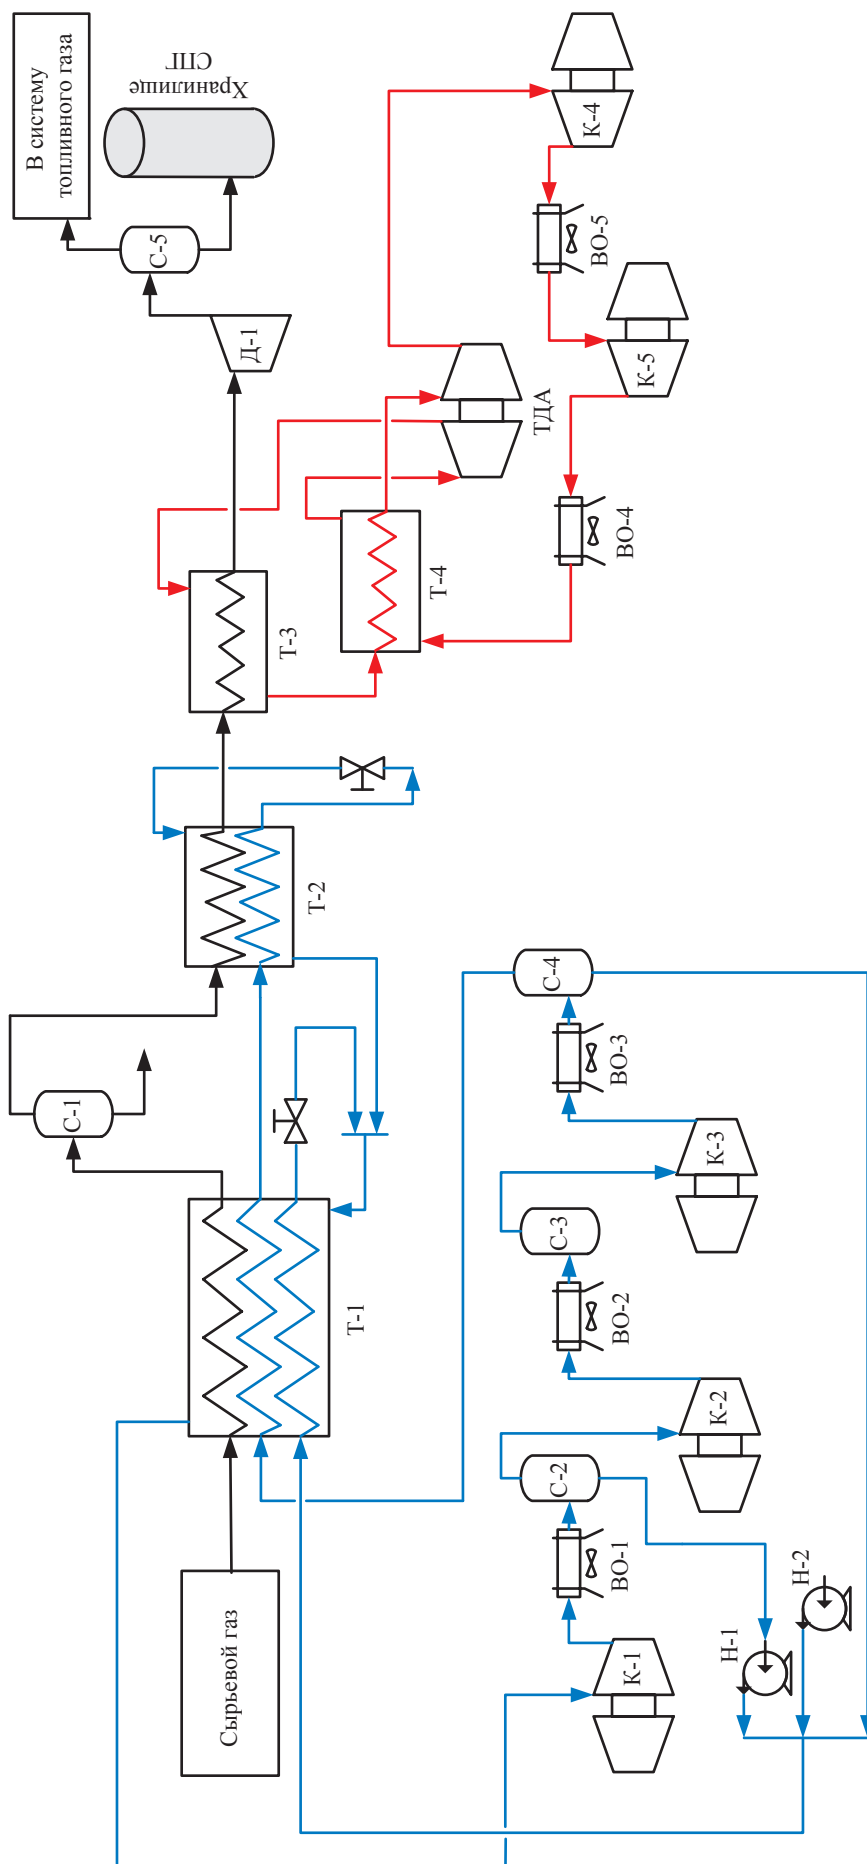 Сырьевой газ
Т-1
С-1
Т-2
Т-3
Д-1
С-5
В систему
топливного газа
Хранилище
СПГ
Т-4
ТДА
К-4
ВО-5
К-5
ВО-4
К-1
ВО-1
С-2
К-2
ВО-2
С-3
К-3
ВО-3
С-4
Н-1
Н-2